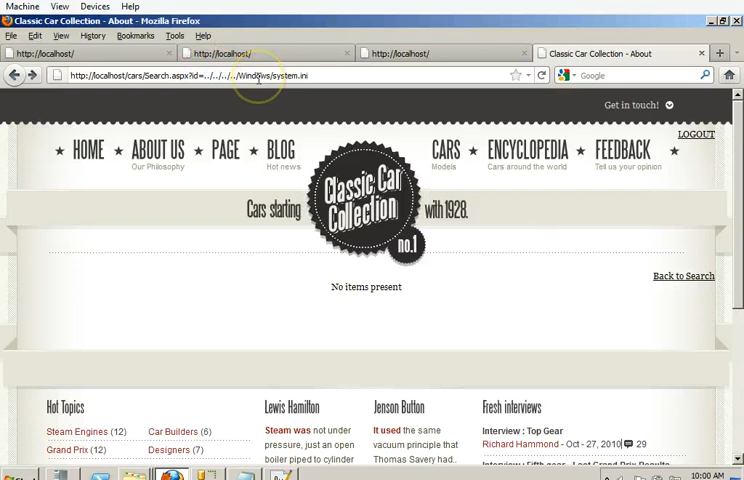 Machine View Devices Help
Classic Car Collection - About - Mozilla Firefox
File Edit View History Bookmarks Tools Help
http://localhost/ http://localhost/ http://localhost/ Classic Car Collection - About
http://localhost/cars/Search.aspx?id=../../../../Windows/system.ini Google
Get in touch!
LOGOUT
HOME ABOUT US PAGE BLOG CARS ENCYCLOPEDIA FEEDBACK
Our Philosophy Hot news Models Cars around the world Tell us your opinion
Cars starting Classic Car Collection with 1928.
no.1
Back to Search
No items present
Hot Topics Lewis Hamilton Jenson Button Fresh interviews
Steam Engines (12) Car Builders (6) Steam was not under It used the same Interview : Top Gear
Grand Prix (12) Designers (7) pressure, just an open vacuum principle that Richard Hammond - Oct - 27, 2010 29
boiler piped to cylinder Thomas Savery had..
10:00 AM